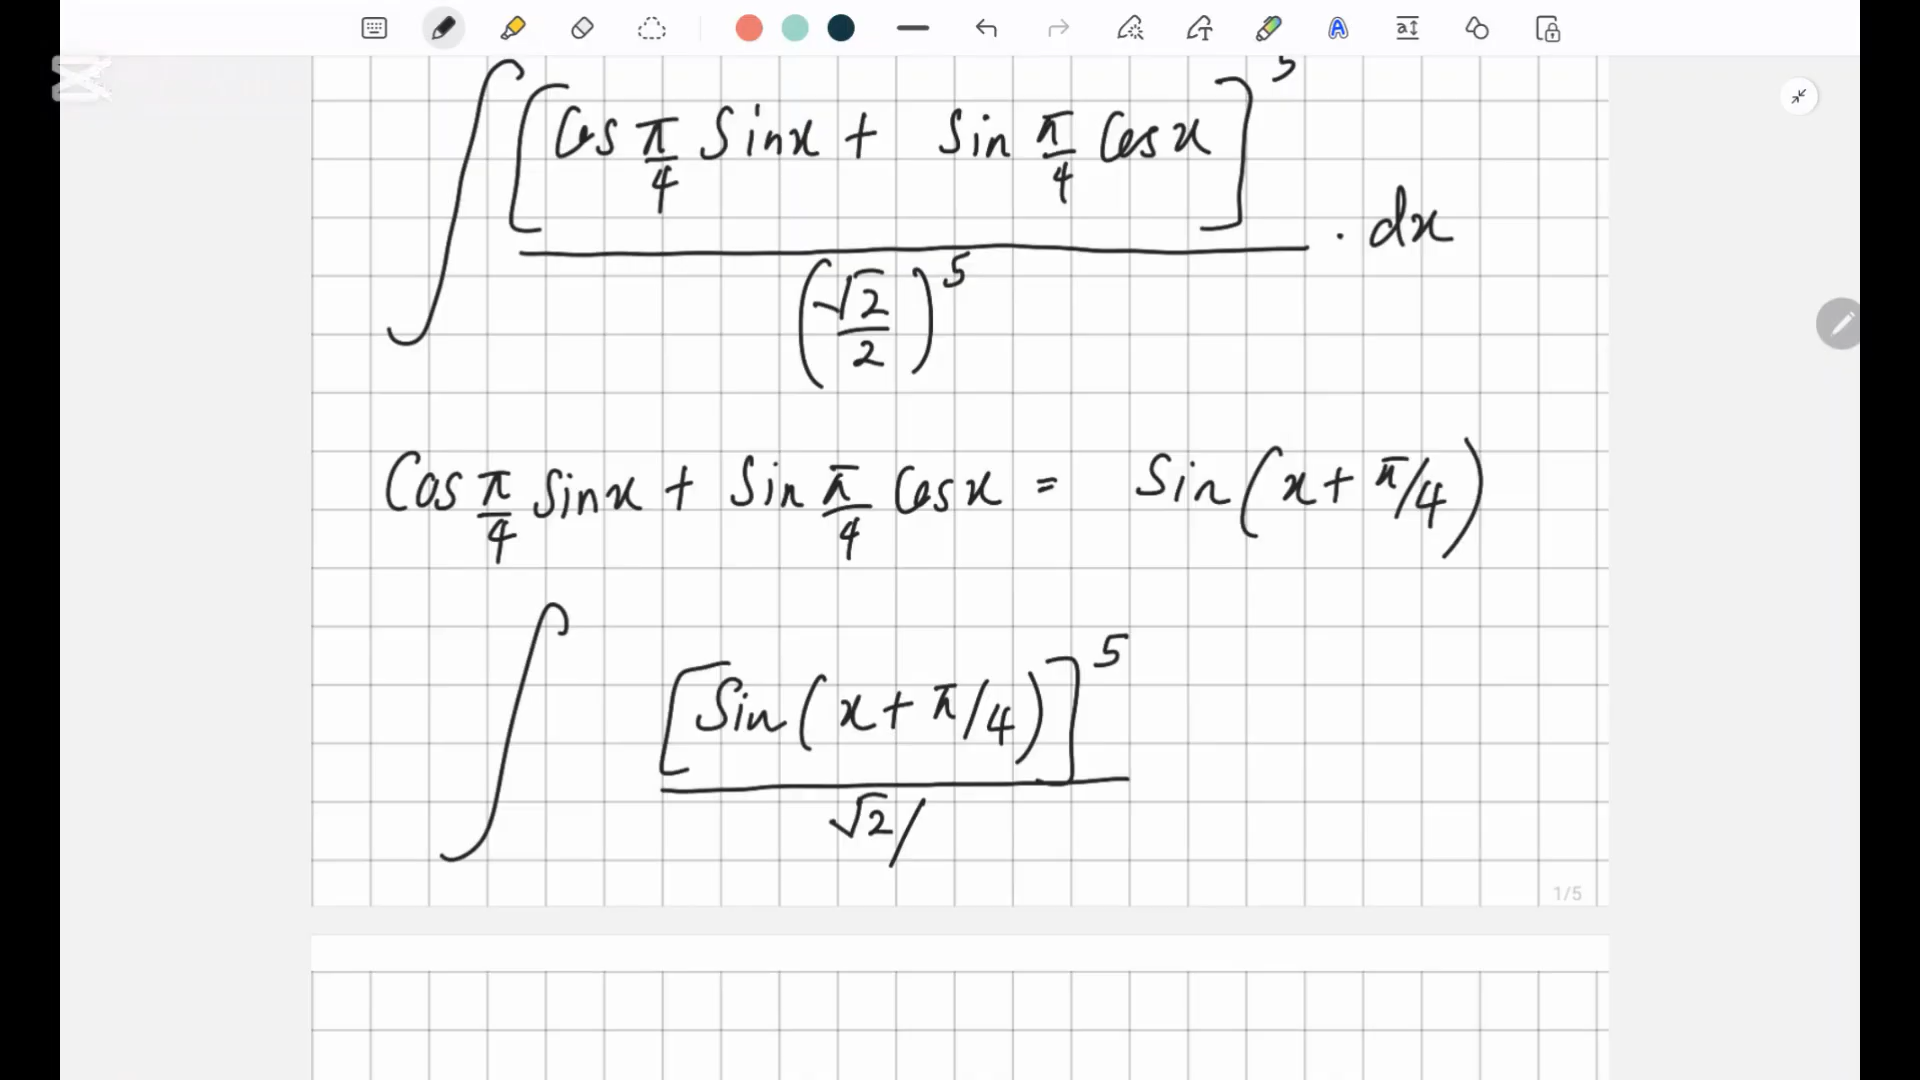 ∫ [Cos π/4 Sinx + Sin π/4 Cosx]^5 / (√2/2)^5 . dx
Cos π/4 Sinx + Sin π/4 Cosx = Sin(x + π/4)
∫ [Sin(x + π/4)]^5 / √2/
1/5